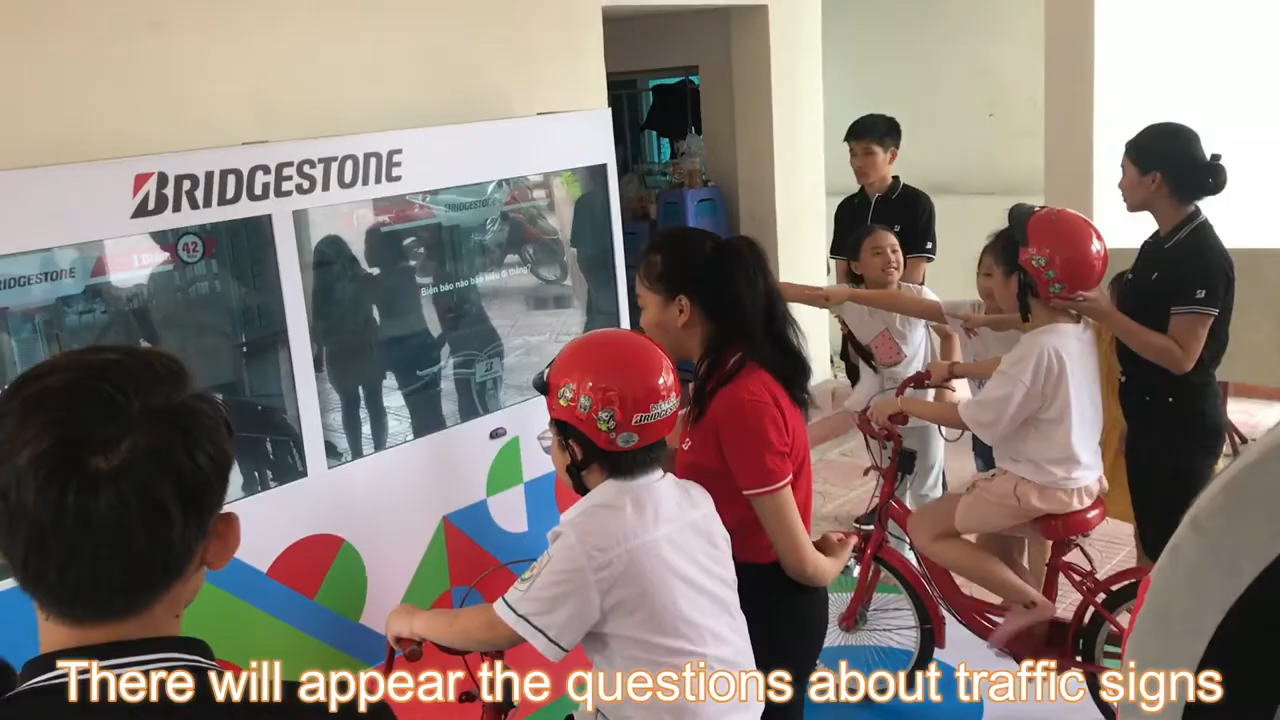 BRIDGESTONE
BRIDGESTONE
42
BRIDGESTONE
Biển báo nào báo hiệu đi thẳng?
BRIDGESTONE
There will appear the questions about traffic signs